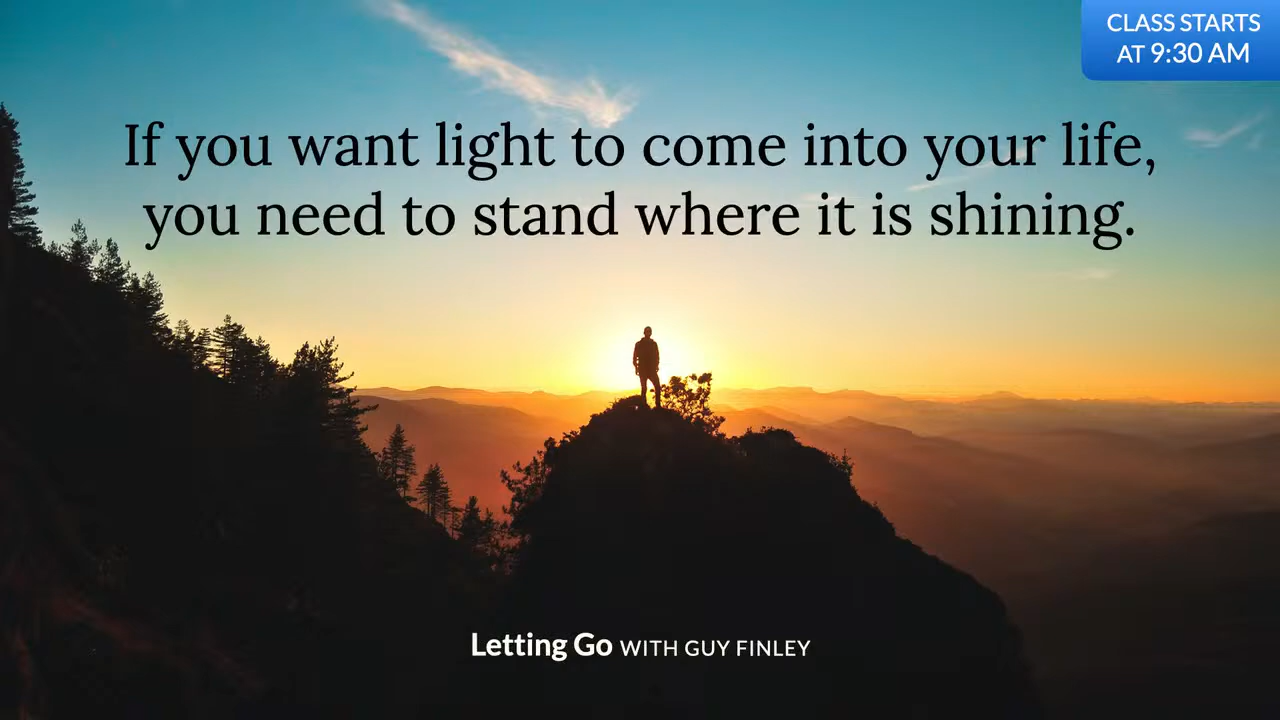 CLASS STARTS
AT 9:30 AM
If you want light to come into your life,
you need to stand where it is shining.
Letting Go WITH GUY FINLEY